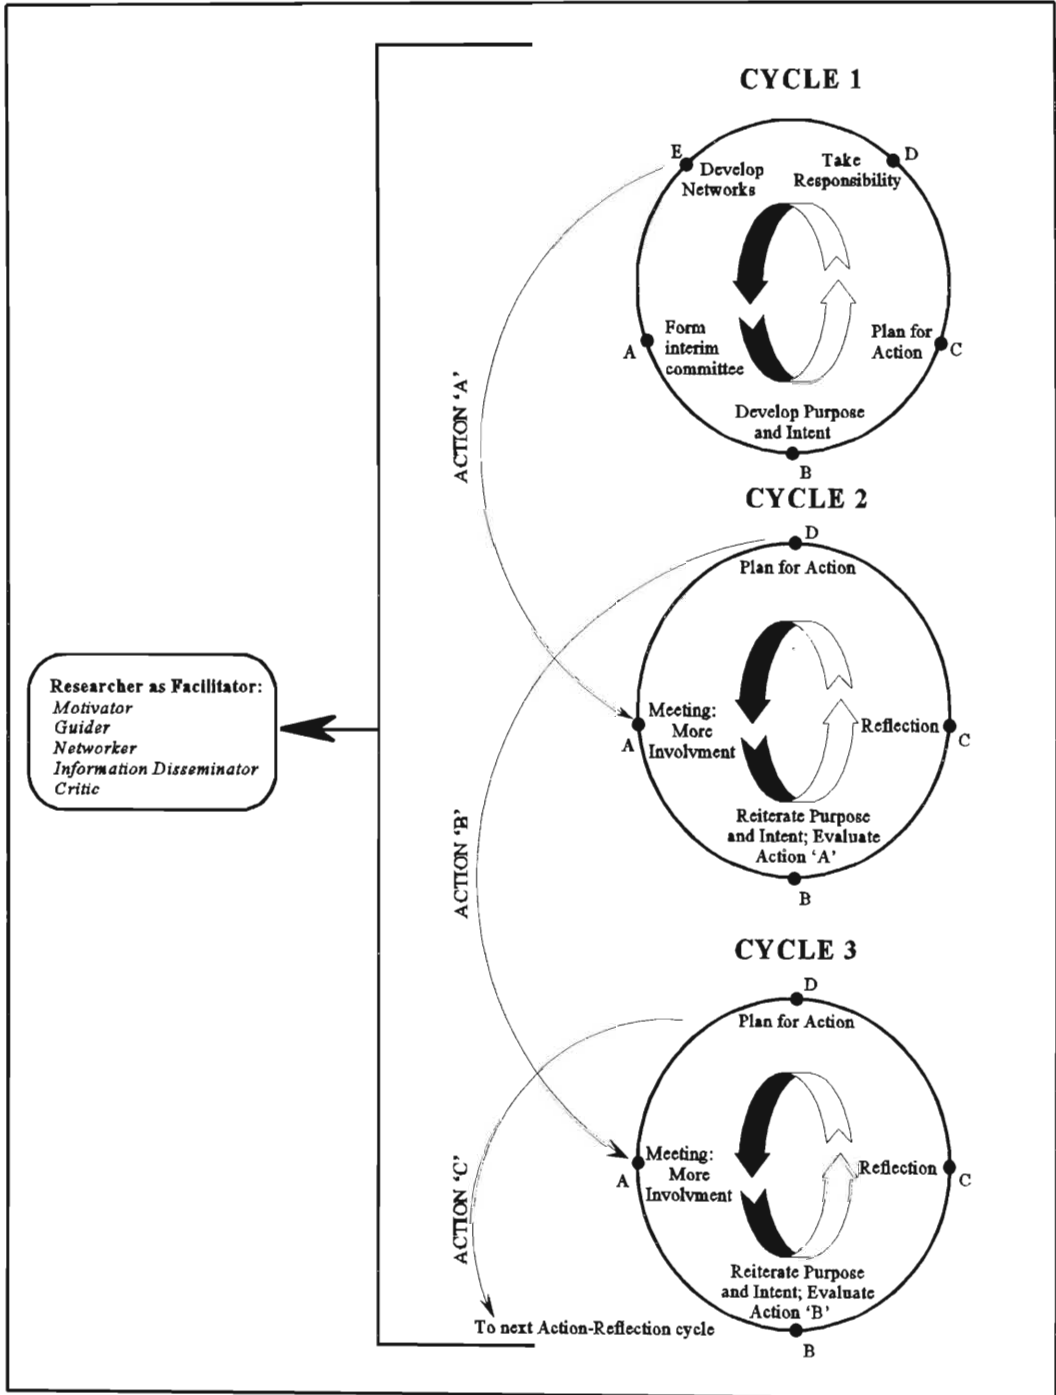 CYCLE 1
E
D
Develop
Networks
Take
Responsibility
A
Form
interim
committee
Plan for
Action
C
Develop Purpose
and Intent
B
ACTION ‘A’
CYCLE 2
D
Plan for Action
Meeting:
More
Involvment
A
Reflection
C
Reiterate Purpose
and Intent; Evaluate
Action ‘A’
B
Researcher as Facilitator:
Motivator
Guider
Networker
Information Disseminator
Critic
ACTION ‘B’
CYCLE 3
D
Plan for Action
Meeting:
More
Involvment
A
Reflection
C
Reiterate Purpose
and Intent; Evaluate
Action ‘B’
B
ACTION ‘C’
To next Action-Reflection cycle